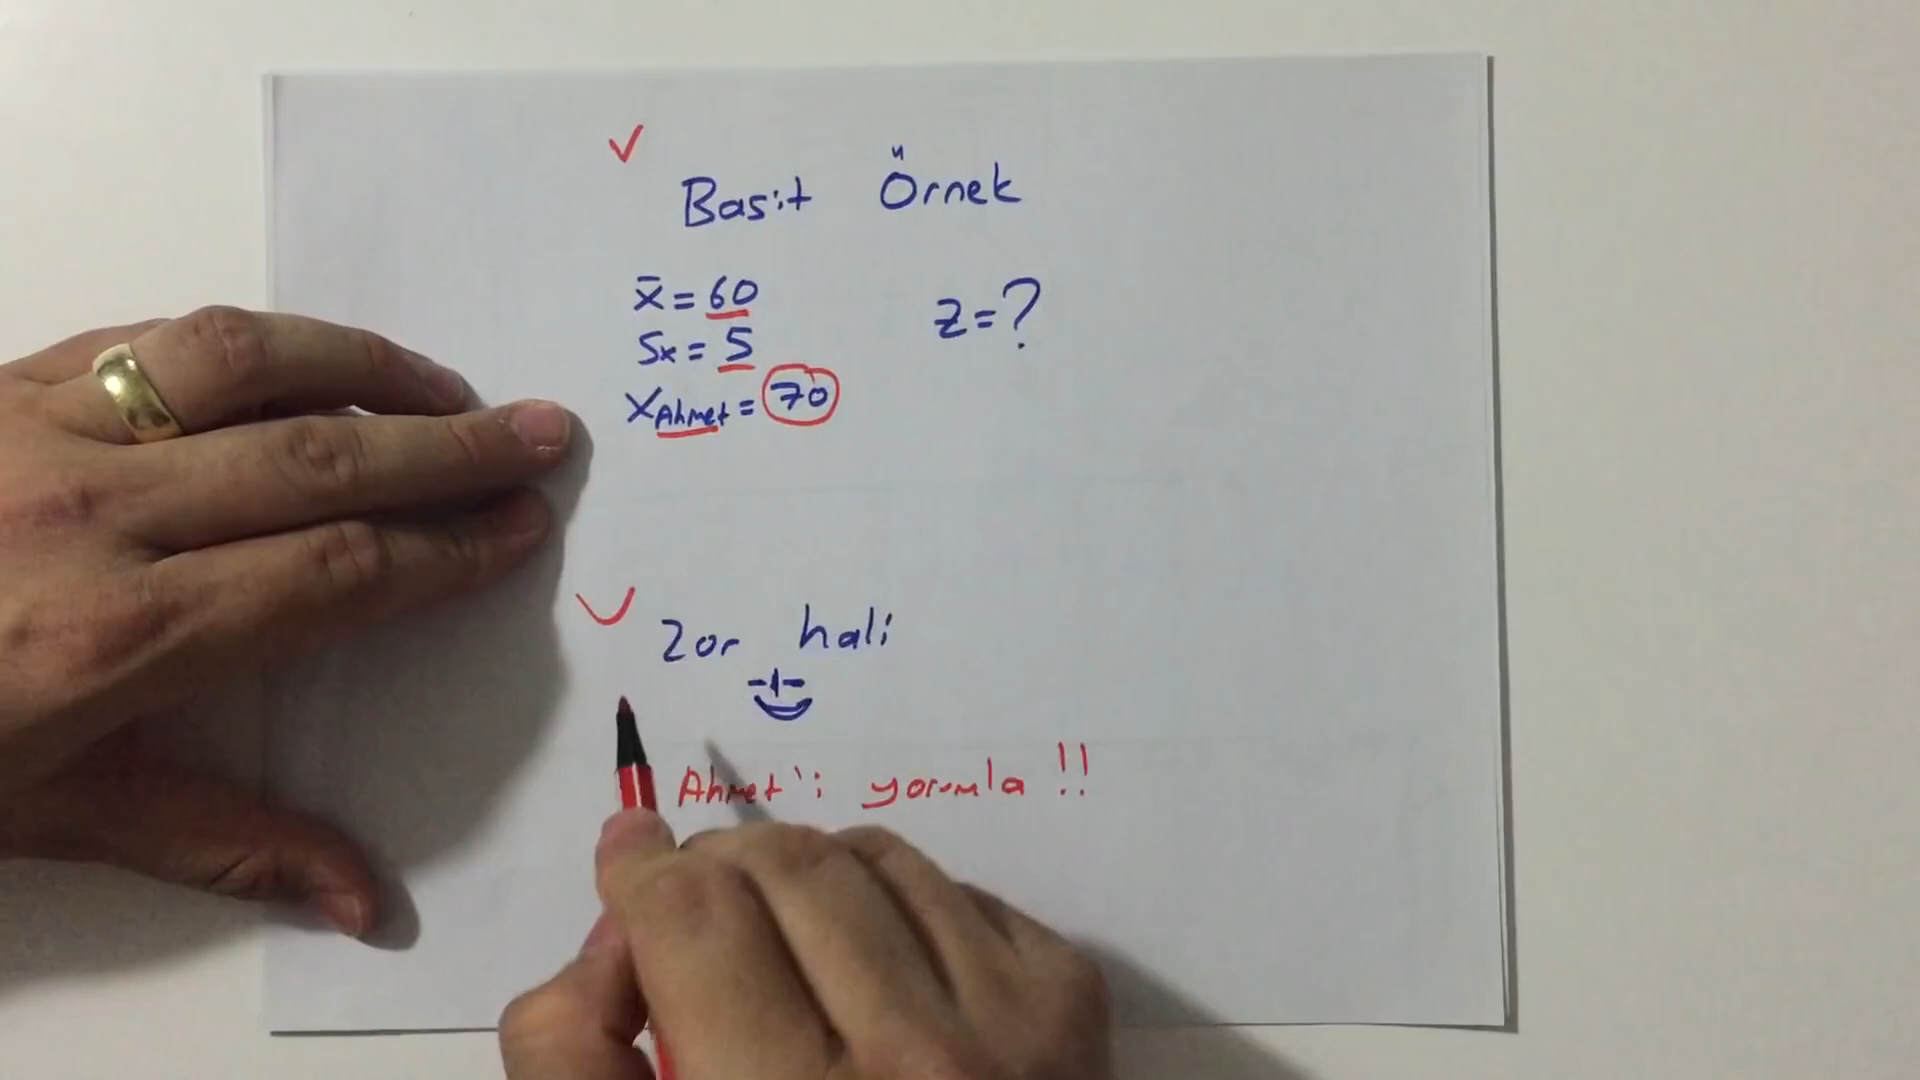 Basit Örnek
x̄ = 60
Sx = 5
z = ?
XAhmet = 70
Zor hali
Ahmet'i yorumla !!